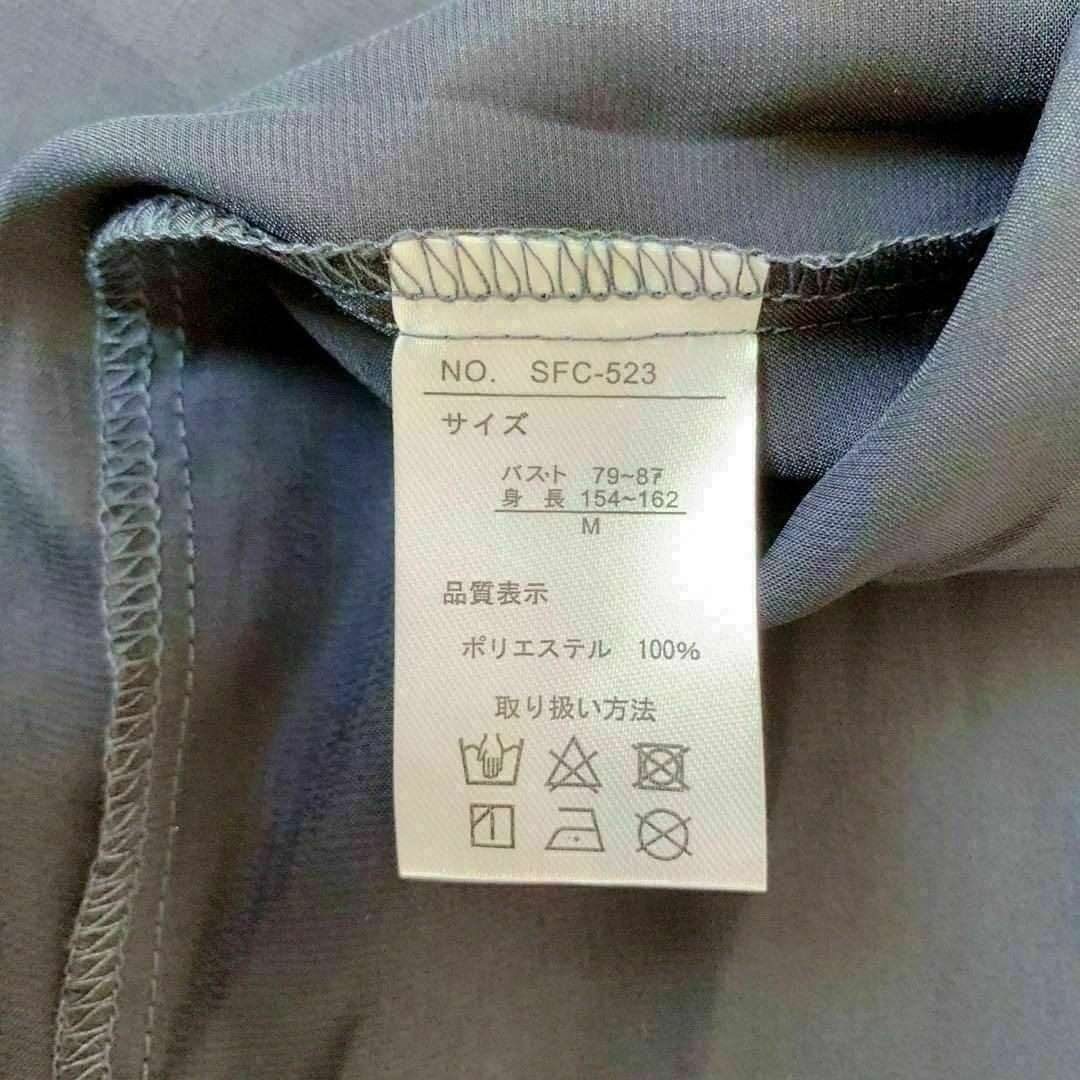 NO. SFC-523
サイズ
バスト 79~87
身長 154~162
M
品質表示
ポリエステル 100%
取り扱い方法